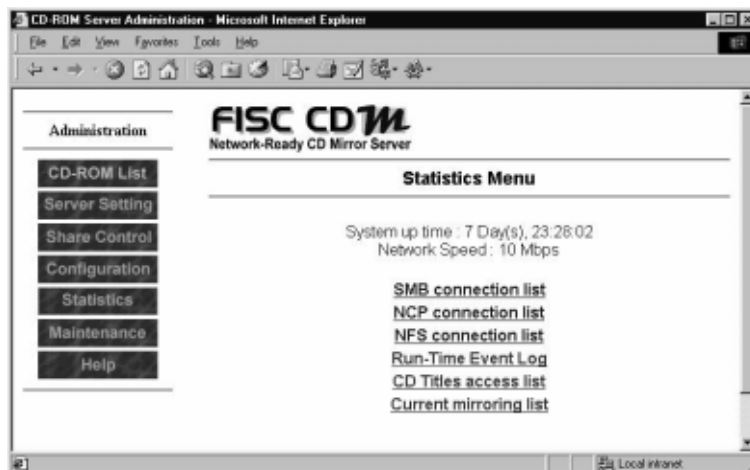 CD-ROM Server Administration - Microsoft Internet Explorer
File Edit View Favorites Tools Help
Administration
CD-ROM List
Server Setting
Share Control
Configuration
Statistics
Maintenance
Help
FISC CDM
Network-Ready CD Mirror Server
Statistics Menu
System up time : 7 Day(s), 23:28:02
Network Speed : 10 Mbps
SMB connection list
NCP connection list
NFS connection list
Run-Time Event Log
CD Titles access list
Current mirroring list
Local intranet